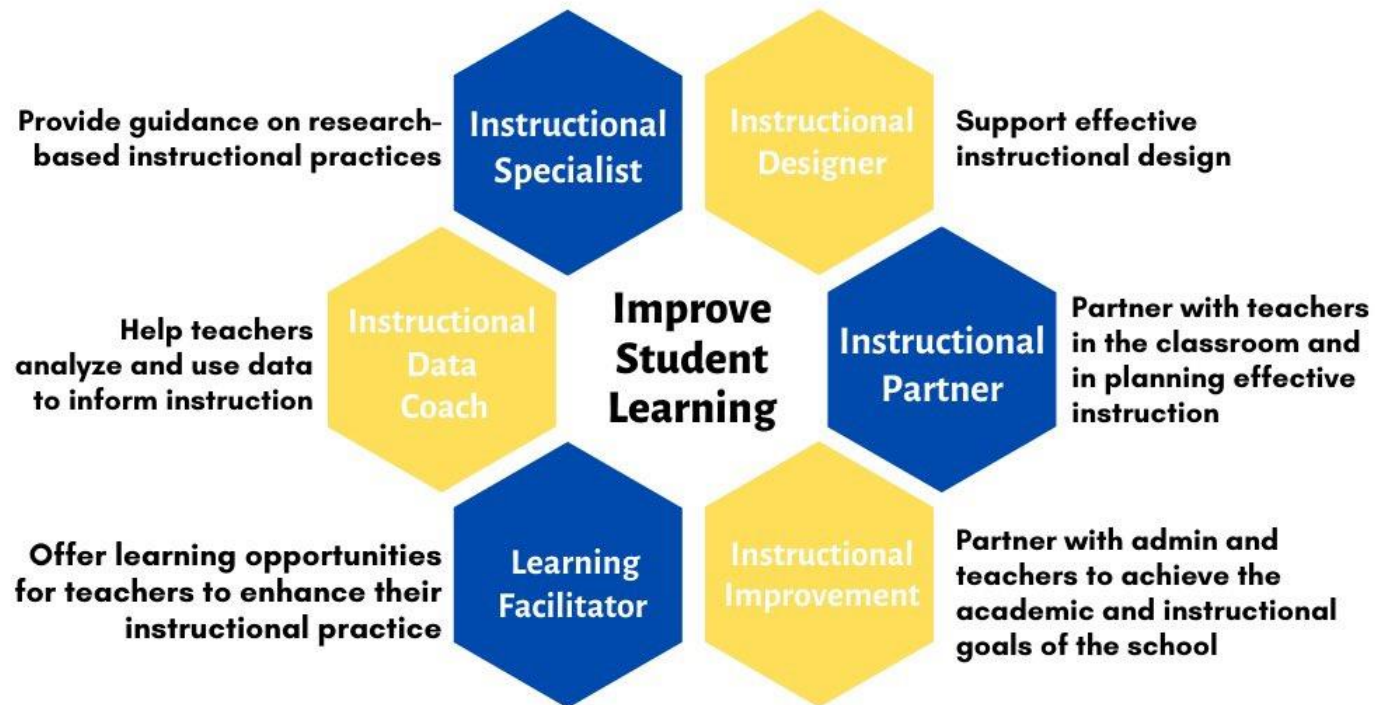 Provide guidance on research-
based instructional practices
Instructional
Specialist
Instructional
Designer
Support effective
instructional design
Help teachers
analyze and use data
to inform instruction
Instructional
Data
Coach
Improve
Student
Learning
Instructional
Partner
Partner with teachers
in the classroom and
in planning effective
instruction
Offer learning opportunities
for teachers to enhance their
instructional practice
Learning
Facilitator
Instructional
Improvement
Partner with admin and
teachers to achieve the
academic and instructional
goals of the school